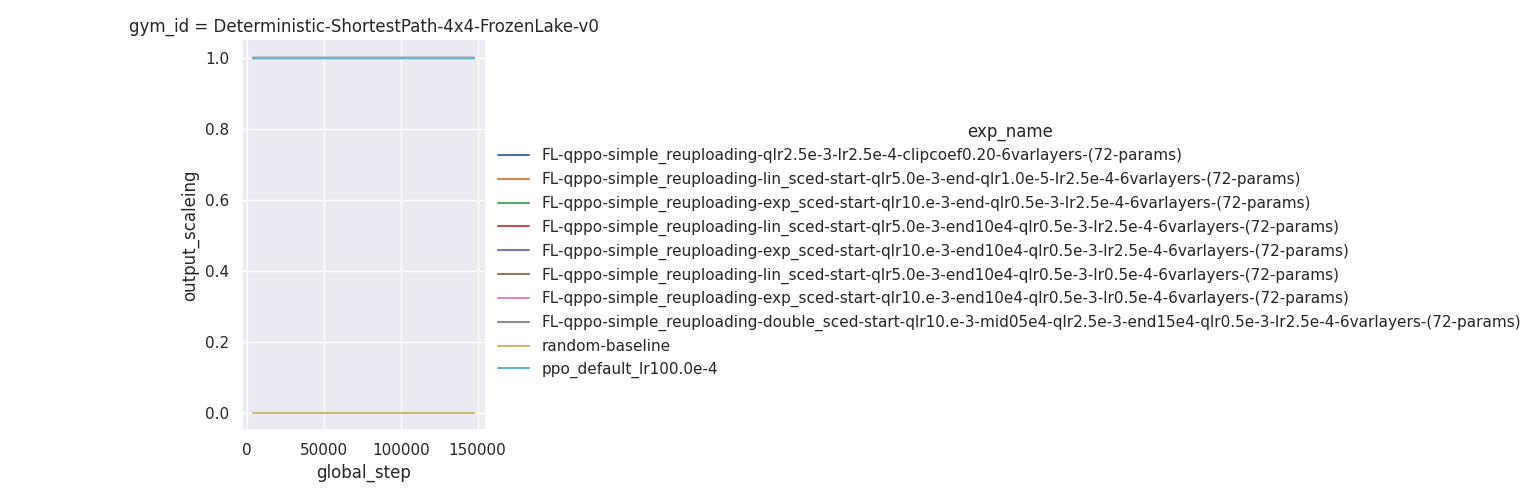 gym_id = Deterministic-ShortestPath-4x4-FrozenLake-v0
1.0
0.8
0.6
0.4
0.2
0.0
output_scaleing
0
50000
100000
150000
global_step
exp_name
FL-qppo-simple_reuploading-qlr2.5e-3-lr2.5e-4-clipcoef0.20-6varlayers-(72-params)
FL-qppo-simple_reuploading-lin_sced-start-qlr5.0e-3-end-qlr1.0e-5-lr2.5e-4-6varlayers-(72-params)
FL-qppo-simple_reuploading-exp_sced-start-qlr10.e-3-end-qlr0.5e-3-lr2.5e-4-6varlayers-(72-params)
FL-qppo-simple_reuploading-lin_sced-start-qlr5.0e-3-end10e4-qlr0.5e-3-lr2.5e-4-6varlayers-(72-params)
FL-qppo-simple_reuploading-exp_sced-start-qlr10.e-3-end10e4-qlr0.5e-3-lr2.5e-4-6varlayers-(72-params)
FL-qppo-simple_reuploading-lin_sced-start-qlr5.0e-3-end10e4-qlr0.5e-3-lr0.5e-4-6varlayers-(72-params)
FL-qppo-simple_reuploading-exp_sced-start-qlr10.e-3-end10e4-qlr0.5e-3-lr0.5e-4-6varlayers-(72-params)
FL-qppo-simple_reuploading-double_sced-start-qlr10.e-3-mid05e4-qlr2.5e-3-end15e4-qlr0.5e-3-lr2.5e-4-6varlayers-(72-params)
random-baseline
ppo_default_lr100.0e-4